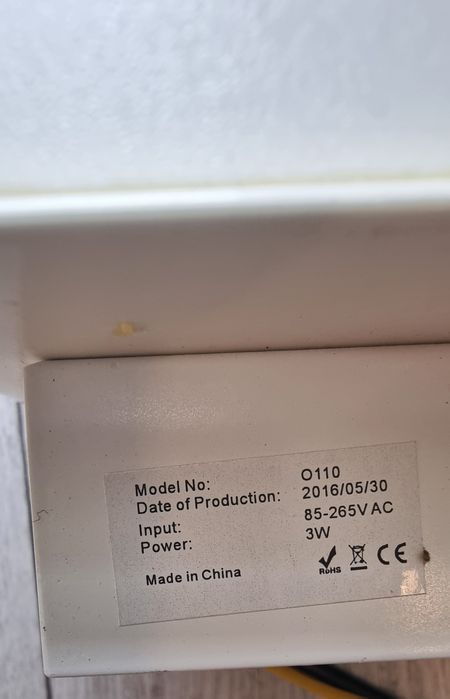 Model No: O110
Date of Production: 2016/05/30
Input: 85-265V AC
Power: 3W
Made in China
RoHS CE